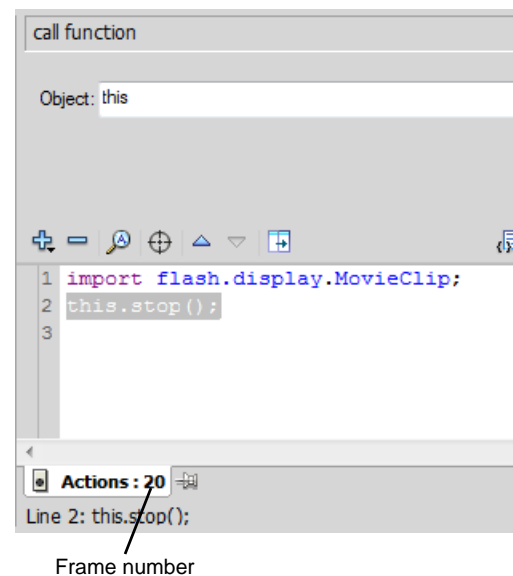 call function
Object: this
1 import flash.display.MovieClip;
2 this.stop();
3
Actions : 20
Line 2: this.stop();
Frame number